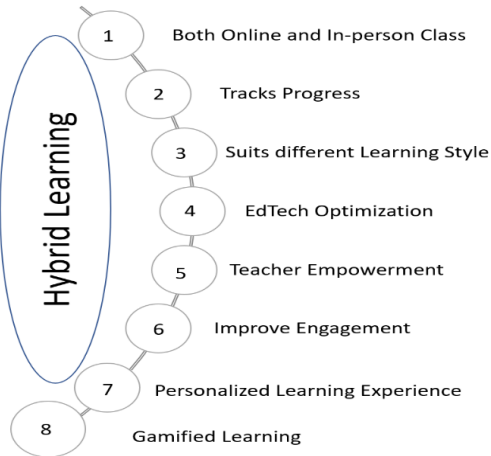 Hybrid Learning
1 Both Online and In-person Class
2 Tracks Progress
3 Suits different Learning Style
4 EdTech Optimization
5 Teacher Empowerment
6 Improve Engagement
7 Personalized Learning Experience
8 Gamified Learning